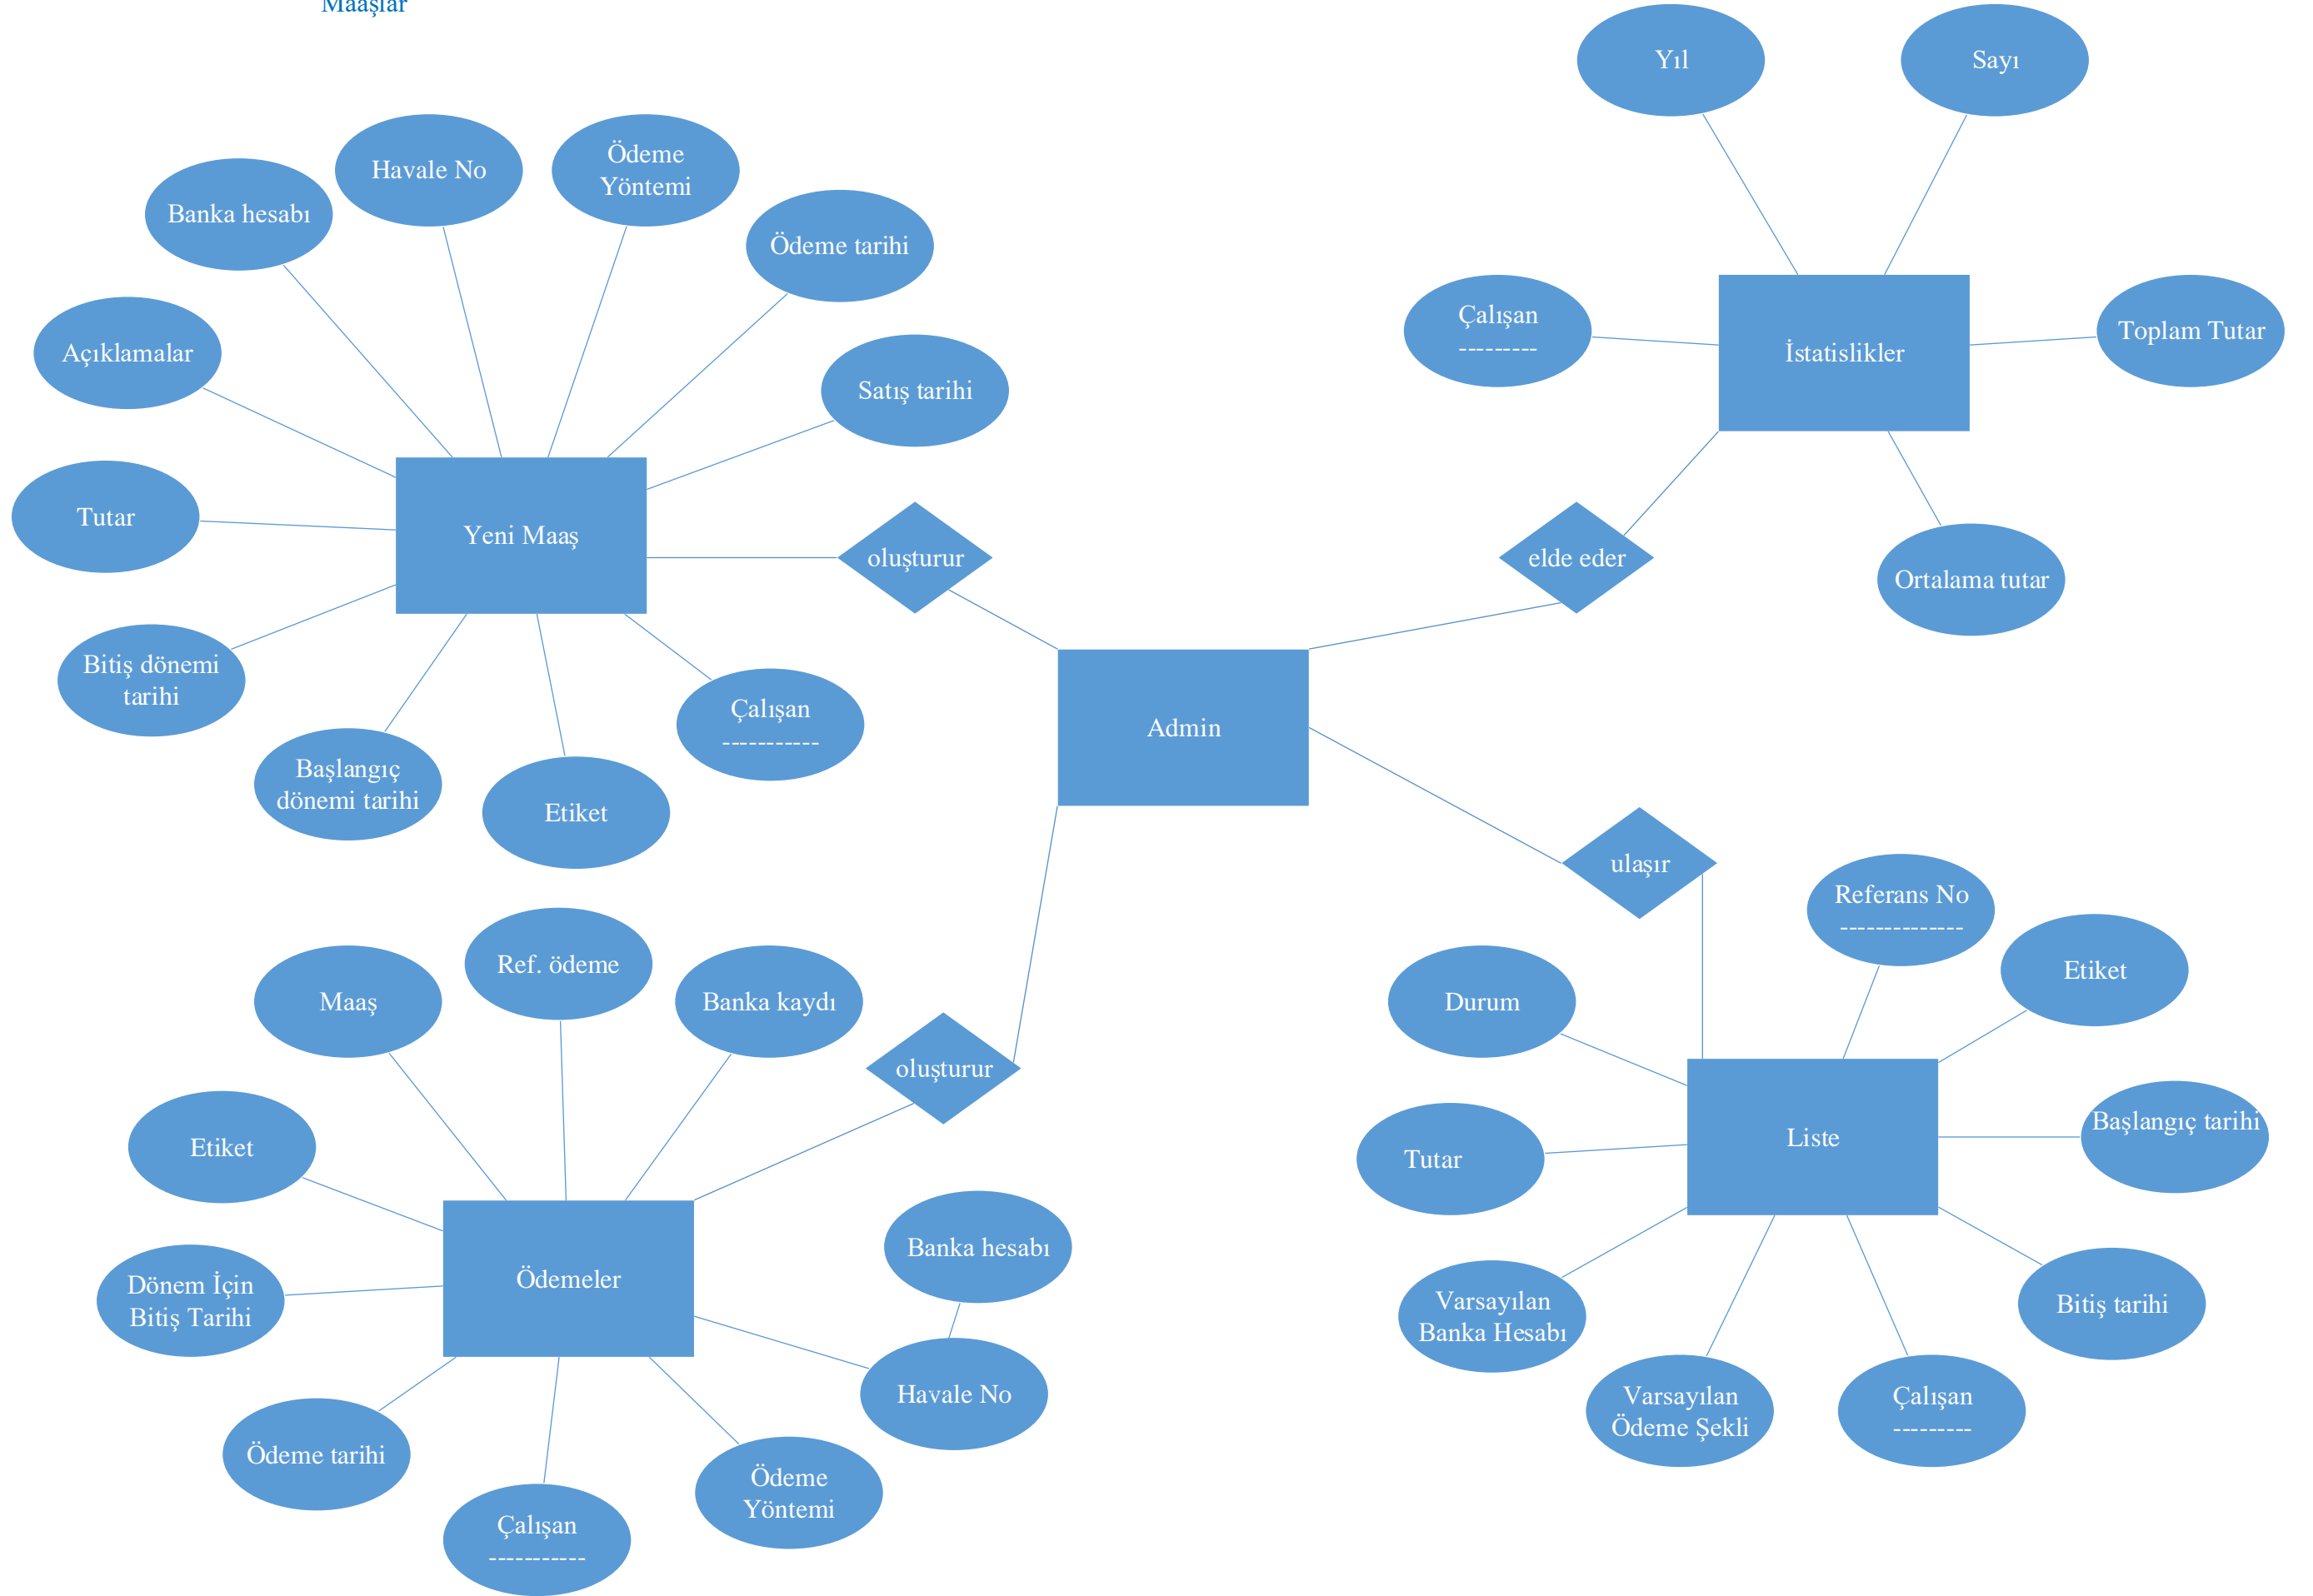 Maaşlar
Yıl
Sayı
Havale No
Ödeme
Yöntemi
Banka hesabı
Ödeme tarihi
Çalışan
---------
Toplam Tutar
İstatislikler
Açıklamalar
Satış tarihi
Tutar
Yeni Maaş
oluşturur
elde eder
Ortalama tutar
Bitiş dönemi
tarihi
Çalışan
-----------
Admin
Başlangıç
dönemi tarihi
Etiket
ulaşır
Referans No
--------------
Etiket
Ref. ödeme
Maaş
Banka kaydı
Durum
oluşturur
Başlangıç tarihi
Etiket
Liste
Tutar
Banka hesabı
Ödemeler
Dönem İçin
Bitiş Tarihi
Varsayılan
Banka Hesabı
Bitiş tarihi
Havale No
Varsayılan
Ödeme Şekli
Çalışan
---------
Ödeme tarihi
Ödeme
Yöntemi
Çalışan
-----------